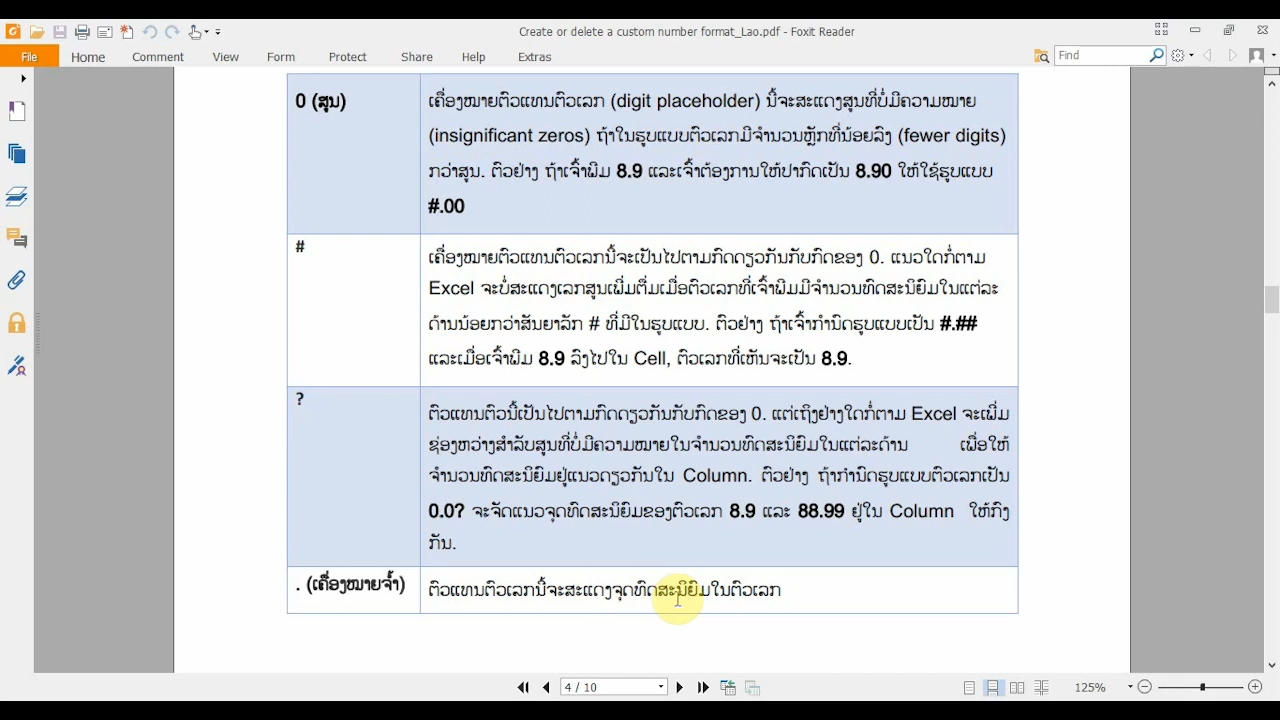 Create or delete a custom number format_Lao.pdf - Foxit Reader
File Home Comment View Form Protect Share Help Extras
Find
0 (ສູນ)
ເຄື່ອງໝາຍຕົວແທນຕົວເລກ (digit placeholder) ນີ້ຈະສະແດງສູນທີ່ບໍ່ມີຄວາມໝາຍ
(insignificant zeros) ຖ້າໃນຮູບແບບຕົວເລກມີຈຳນວນຫຼັກທີ່ນ້ອຍລົງ (fewer digits)
ກວ່າສູນ. ຕົວຢ່າງ ຖ້າເຈົ້າພິມ 8.9 ແລະເຈົ້າຕ້ອງການໃຫ້ປາກົດເປັນ 8.90 ໃຫ້ໃຊ້ຮູບແບບ
#.00
#
ເຄື່ອງໝາຍຕົວແທນຕົວເລກນີ້ຈະເປັນໄປຕາມກົດດຽວກັນກັບກົດຂອງ 0. ແນວໃດກໍ່ຕາມ
Excel ຈະບໍ່ສະແດງເລກສູນເພີ່ມຕື່ມເມື່ອຕົວເລກທີ່ເຈົ້າພິມມີຈຳນວນທົດສະນິຍົມໃນແຕ່ລະ
ດ້ານນ້ອຍກວ່າສັນຍາລັກ # ທີ່ມີໃນຮູບແບບ. ຕົວຢ່າງ ຖ້າເຈົ້າກຳນົດຮູບແບບເປັນ #.##
ແລະເມື່ອເຈົ້າພິມ 8.9 ລົງໄປໃນ Cell, ຕົວເລກທີ່ເຫັນຈະເປັນ 8.9.
?
ຕົວແທນຕົວນີ້ເປັນໄປຕາມກົດດຽວກັນກັບກົດຂອງ 0. ແຕ່ເຖິງຢ່າງໃດກໍ່ຕາມ Excel ຈະເພີ່ມ
ຊ່ອງຫວ່າງສຳລັບສູນທີ່ບໍ່ມີຄວາມໝາຍໃນຈຳນວນທົດສະນິຍົມໃນແຕ່ລະດ້ານ ເພື່ອໃຫ້
ຈຳນວນທົດສະນິຍົມຢູ່ແນວດຽວກັນໃນ Column. ຕົວຢ່າງ ຖ້າກຳນົດຮູບແບບຕົວເລກເປັນ
0.0? ຈະຈັດແນວຈຸດທົດສະນິຍົມຂອງຕົວເລກ 8.9 ແລະ 88.99 ຢູ່ໃນ Column ໃຫ້ກົງ
ກັນ.
. (ເຄື່ອງໝາຍຈ້ຳ)
ຕົວແທນຕົວເລກນີ້ຈະສະແດງຈຸດທົດສະນິຍົມໃນຕົວເລກ
4 / 10
125%